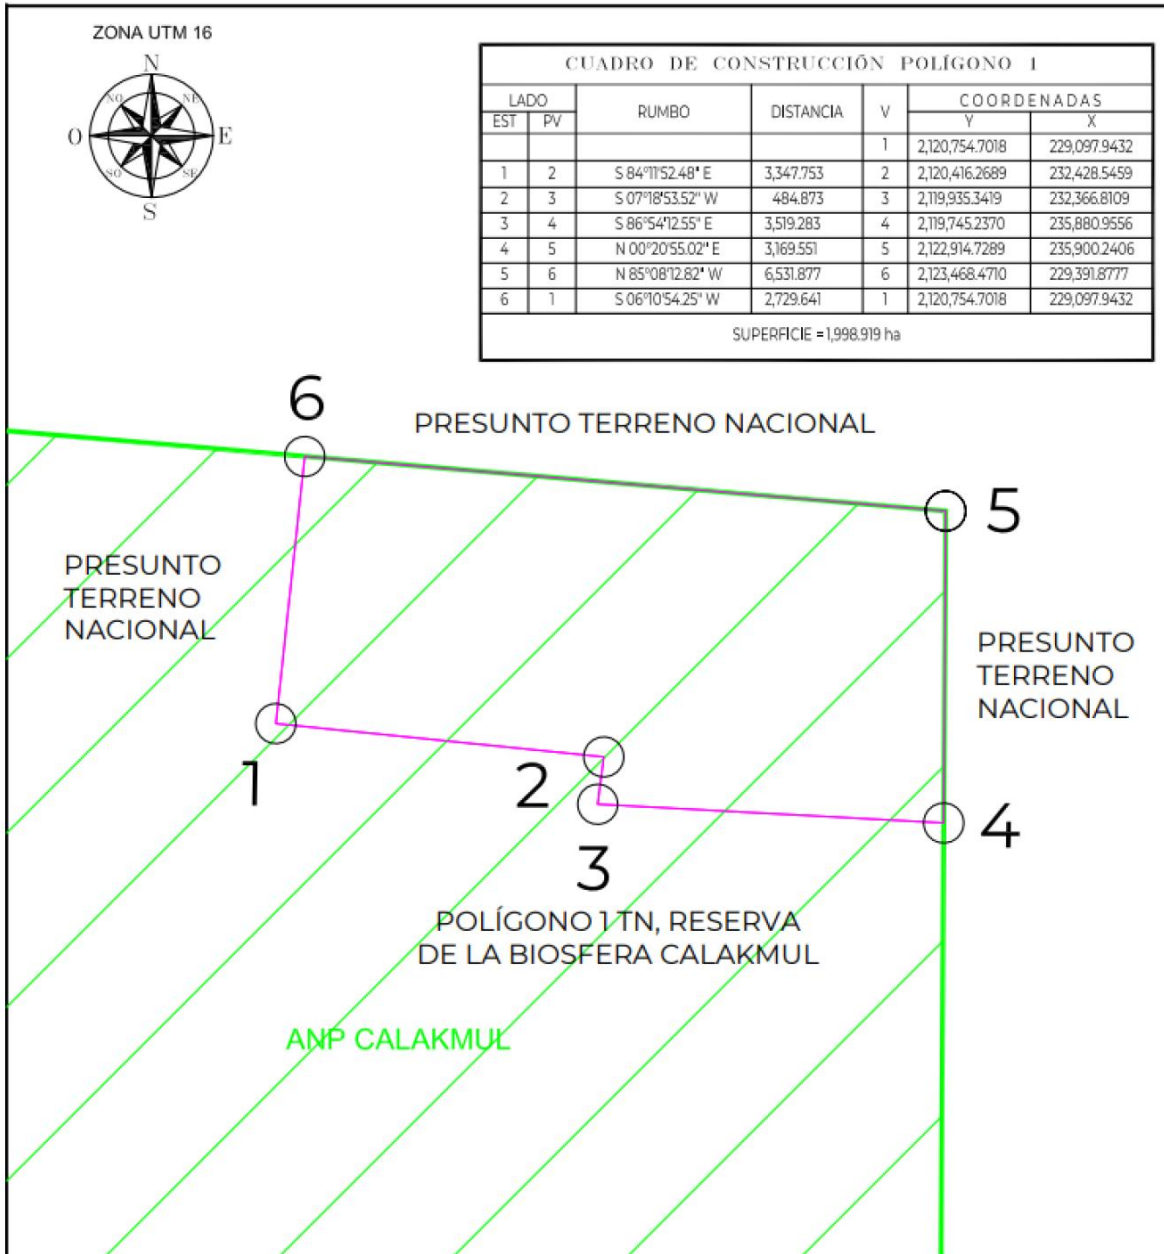 ZONA UTM 16
N
NO NE
O E
SO SE
S
CUADRO DE CONSTRUCCIÓN POLÍGONO 1
LADO RUMBO DISTANCIA V COORDENADAS
EST PV Y X
1 2,120,754.7018 229,097.9432
1 2 S 84°11'52.48" E 3,347.753 2 2,120,416.2689 232,428.5459
2 3 S 07°18'53.52" W 484.873 3 2,119,935.3419 232,366.8109
3 4 S 86°54'12.55" E 3,519.283 4 2,119,745.2370 235,880.9556
4 5 N 00°20'55.02" E 3,169.551 5 2,122,914.7289 235,900.2406
5 6 N 85°08'12.82" W 6,531.877 6 2,123,468.4710 229,391.8777
6 1 S 06°10'54.25" W 2,729.641 1 2,120,754.7018 229,097.9432
SUPERFICIE = 1,998.919 ha
6
PRESUNTO TERRENO NACIONAL
5
PRESUNTO
TERRENO
NACIONAL
PRESUNTO
TERRENO
NACIONAL
1
2
3
4
POLÍGONO 1 TN, RESERVA
DE LA BIOSFERA CALAKMUL
ANP CALAKMUL